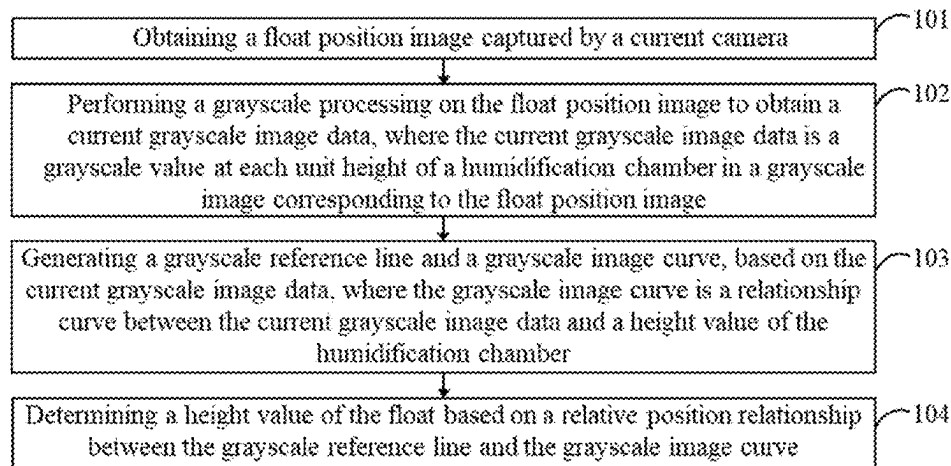 101
Obtaining a float position image captured by a current camera
102
Performing a grayscale processing on the float position image to obtain a
current grayscale image data, where the current grayscale image data is a
grayscale value at each unit height of a humidification chamber in a grayscale
image corresponding to the float position image
103
Generating a grayscale reference line and a grayscale image curve, based on the
current grayscale image data, where the grayscale image curve is a relationship
curve between the current grayscale image data and a height value of the
humidification chamber
104
Determining a height value of the float based on a relative position relationship
between the grayscale reference line and the grayscale image curve